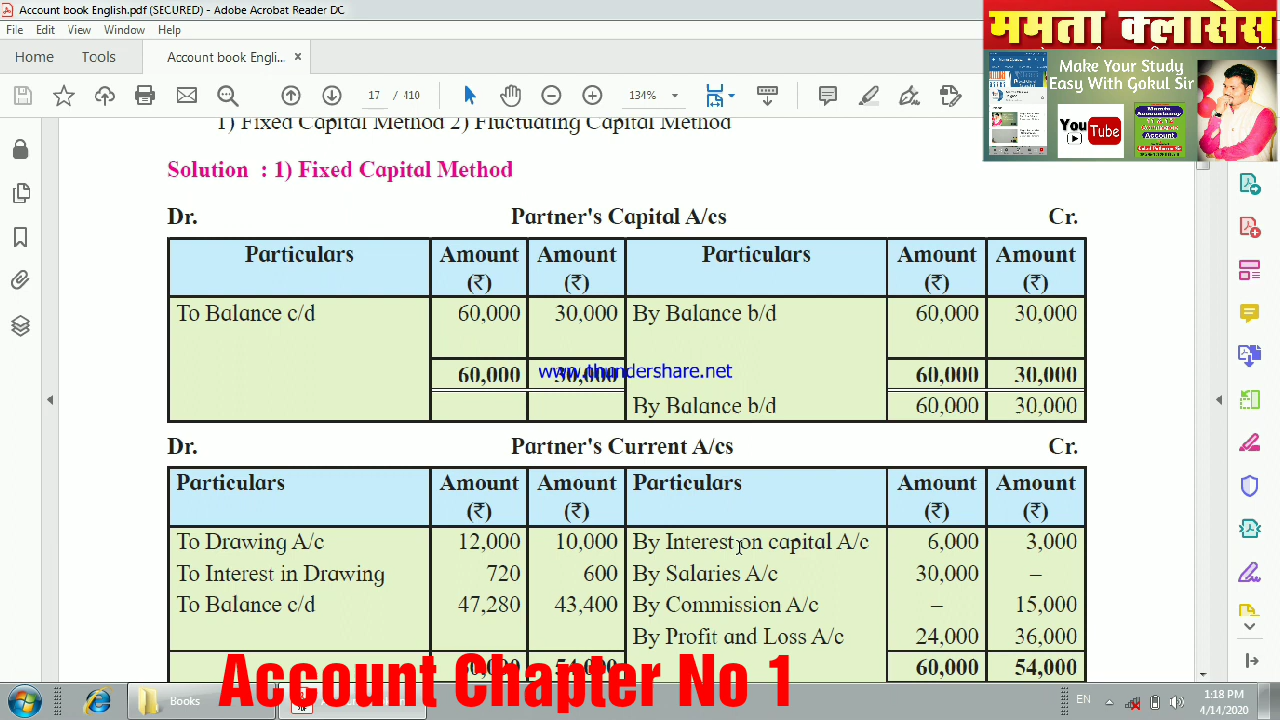 Account book English.pdf (SECURED) - Adobe Acrobat Reader DC
File Edit View Window Help
Home Tools Account book Engli... ×
17 / 410 134%
ममता क्लासेस
Make Your Study
Easy With Gokul Sir
You Tube
1) Fixed Capital Method 2) Fluctuating Capital Method
Solution : 1) Fixed Capital Method
Dr. Partner's Capital A/cs Cr.
Particulars Amount (₹) Amount (₹) Particulars Amount (₹) Amount (₹)
To Balance c/d 60,000 30,000 By Balance b/d 60,000 30,000
60,000 30,000 60,000 30,000
www.thundershare.net
By Balance b/d 60,000 30,000
Dr. Partner's Current A/cs Cr.
Particulars Amount (₹) Amount (₹) Particulars Amount (₹) Amount (₹)
To Drawing A/c 12,000 10,000 By Interest on capital A/c 6,000 3,000
To Interest in Drawing 720 600 By Salaries A/c 30,000 –
To Balance c/d 47,280 43,400 By Commission A/c – 15,000
By Profit and Loss A/c 24,000 36,000
60,000 54,000
Account Chapter No 1
Books
EN
1:18 PM
4/14/2020